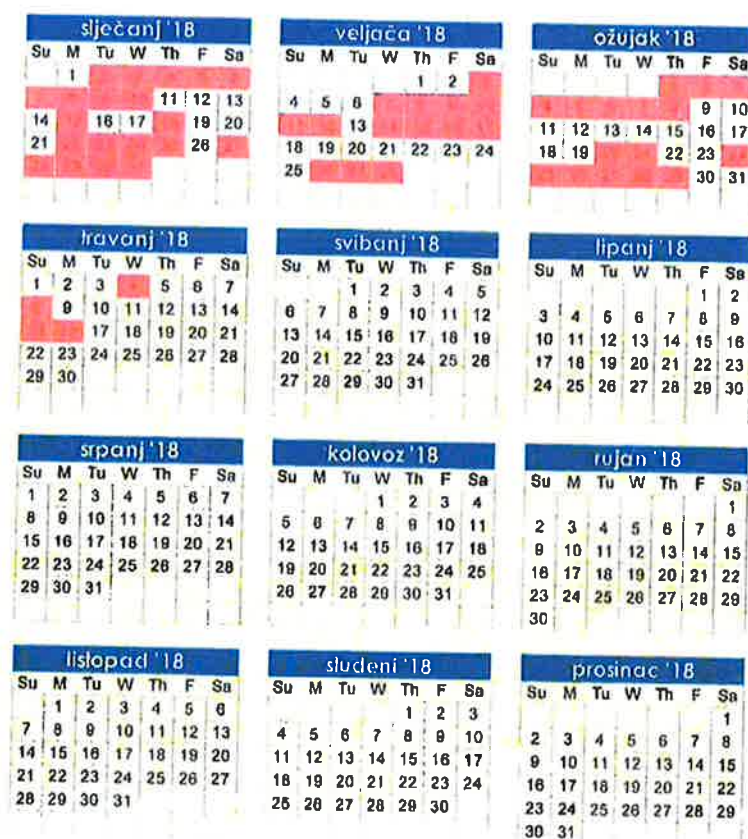 slječanj '18
Su M Tu W Th F Sa
1
11 12 13
14 16 17 19 20
21 26
veljača '18
Su M Tu W Th F Sa
1 2
4 5 6
13
18 19 20 21 22 23 24
25
ožujak '18
Su M Tu W Th F Sa
9 10
11 12 13 14 15 16 17
18 19 22 23
30 31
travanj '18
Su M Tu W Th F Sa
1 2 3 5 6 7
9 10 11 12 13 14
17 18 19 20 21
22 23 24 25 26 27 28
29 30
svibanj '18
Su M Tu W Th F Sa
1 2 3 4 5
6 7 8 9 10 11 12
13 14 15 16 17 18 19
20 21 22 23 24 25 26
27 28 29 30 31
lipanj '18
Su M Tu W Th F Sa
1 2
3 4 5 6 7 8 9
10 11 12 13 14 15 16
17 18 19 20 21 22 23
24 25 26 27 28 29 30
srpanj '18
Su M Tu W Th F Sa
1 2 3 4 5 6 7
8 9 10 11 12 13 14
15 16 17 18 19 20 21
22 23 24 25 26 27 28
29 30 31
kolovoz '18
Su M Tu W Th F Sa
1 2 3 4
5 6 7 8 9 10 11
12 13 14 15 16 17 18
19 20 21 22 23 24 25
26 27 28 29 30 31
rujan '18
Su M Tu W Th F Sa
1
2 3 4 5 6 7 8
9 10 11 12 13 14 15
16 17 18 19 20 21 22
23 24 25 26 27 28 29
30
listopad '18
Su M Tu W Th F Sa
1 2 3 4 5 6
7 8 9 10 11 12 13
14 15 16 17 18 19 20
21 22 23 24 25 26 27
28 29 30 31
studeni '18
Su M Tu W Th F Sa
1 2 3
4 5 6 7 8 9 10
11 12 13 14 15 16 17
18 19 20 21 22 23 24
25 26 27 28 29 30
prosinac '18
Su M Tu W Th F Sa
1
2 3 4 5 6 7 8
9 10 11 12 13 14 15
16 17 18 19 20 21 22
23 24 25 26 27 28 29
30 31